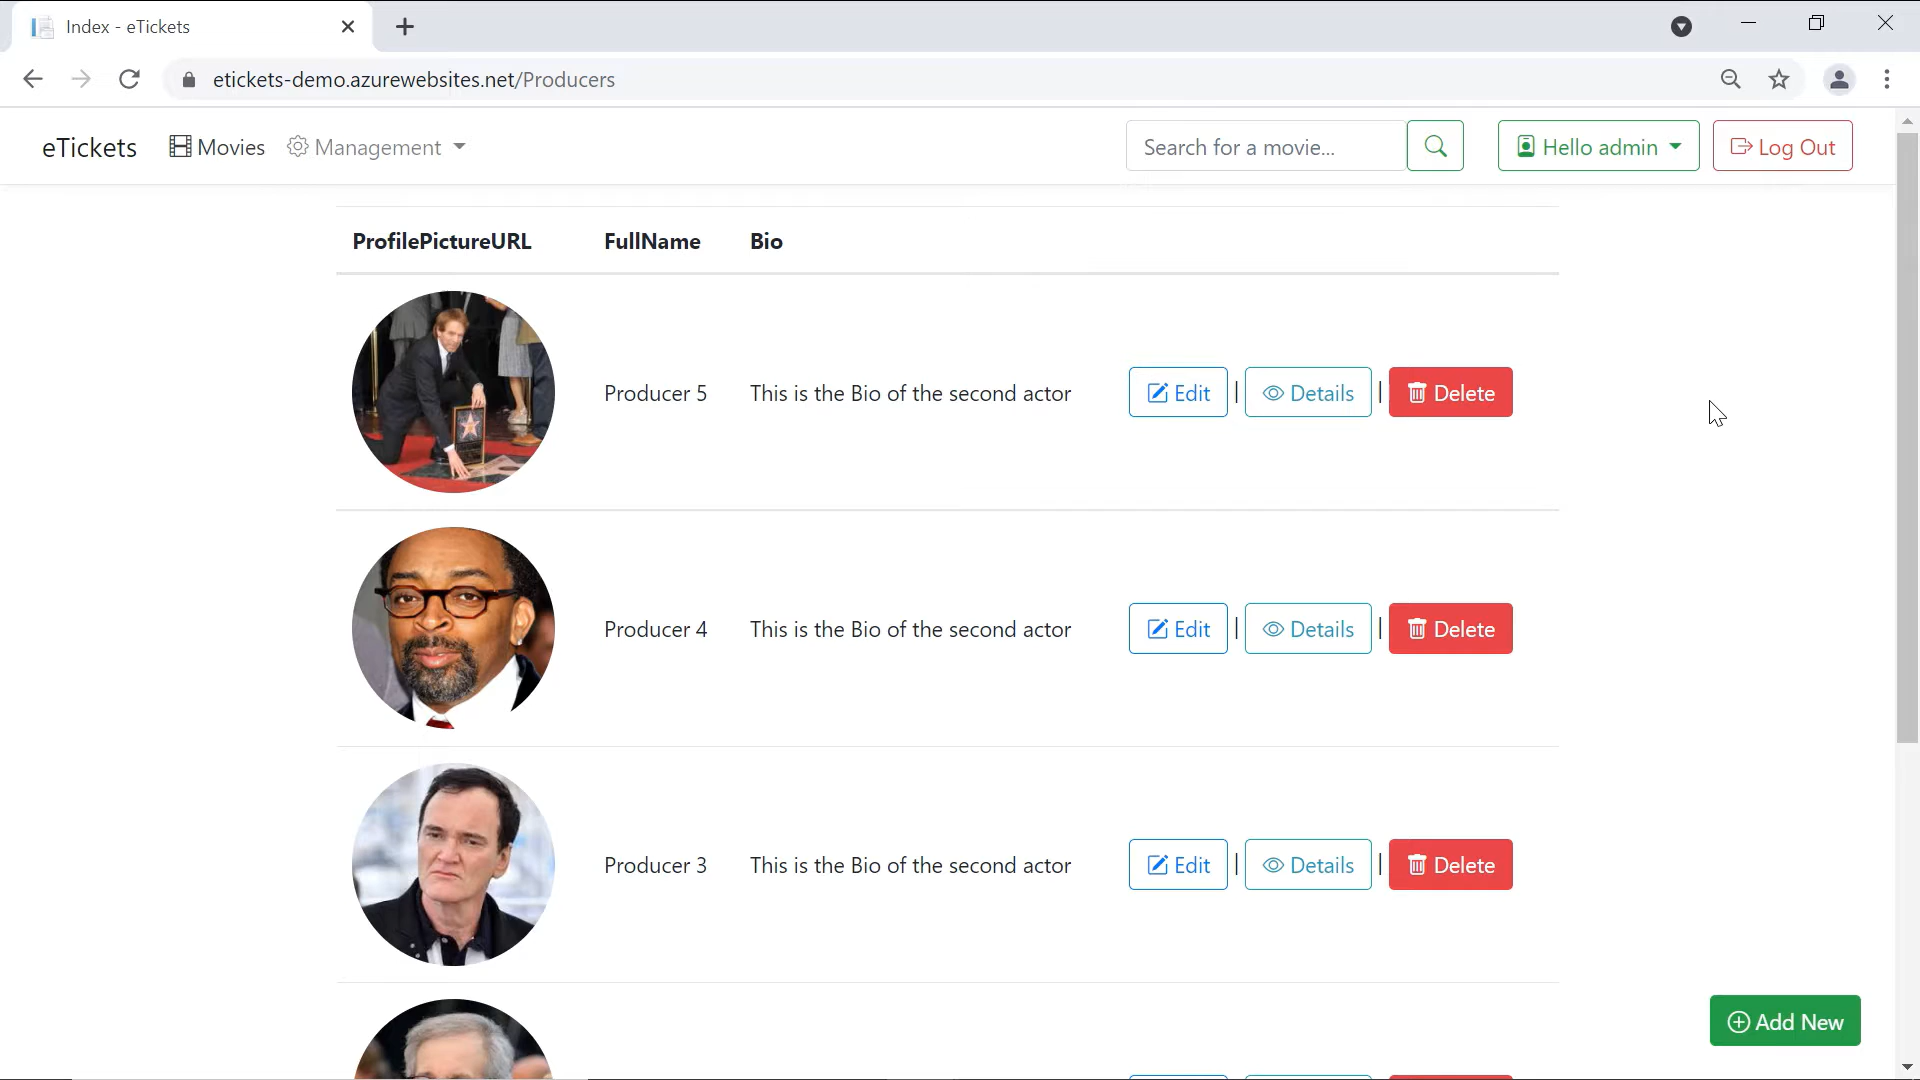 Index - eTickets
etickets-demo.azurewebsites.net/Producers
eTickets Movies Management Search for a movie... Hello admin Log Out
ProfilePictureURL FullName Bio
Producer 5 This is the Bio of the second actor Edit | Details | Delete
Producer 4 This is the Bio of the second actor Edit | Details | Delete
Producer 3 This is the Bio of the second actor Edit | Details | Delete
Add New